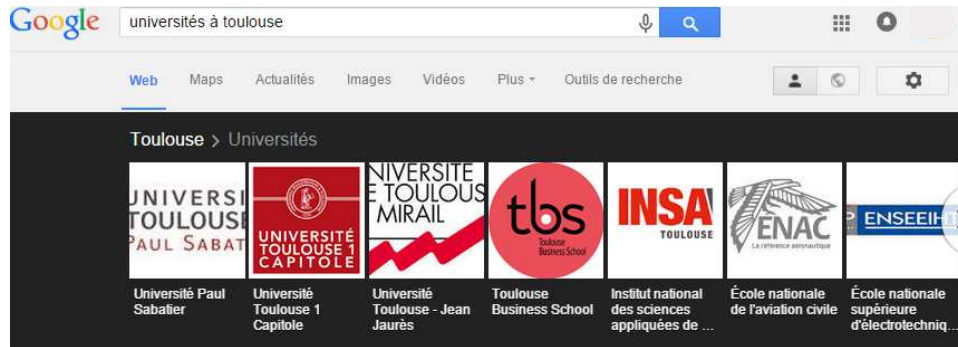 Google universités à toulouse
Web Maps Actualités Images Vidéos Plus Outils de recherche
Toulouse > Universités
UNIVERSI
TOULOUSE
PAUL SABAT
UNIVERSITÉ
TOULOUSE 1
CAPITOLE
NIVERSITE
E TOULOUS
MIRAIL
tbs
Toulouse
Business School
INSA
TOULOUSE
ENAC
La référence aéronautique
P ENSEEIHT
Université Paul
Sabatier
Université
Toulouse 1
Capitole
Université
Toulouse - Jean
Jaurès
Toulouse
Business School
Institut national
des sciences
appliquées de ...
École nationale
de l'aviation civile
École nationale
supérieure
d'électrotechniq...